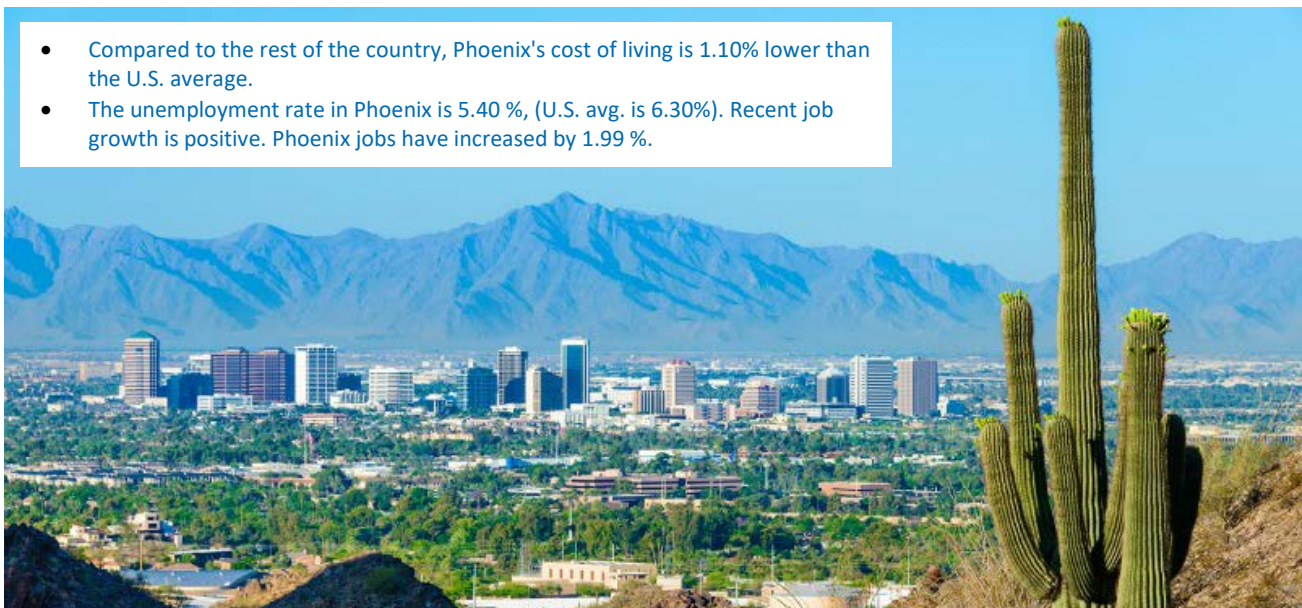 • Compared to the rest of the country, Phoenix's cost of living is 1.10% lower than
the U.S. average.
• The unemployment rate in Phoenix is 5.40 %, (U.S. avg. is 6.30%). Recent job
growth is positive. Phoenix jobs have increased by 1.99 %.